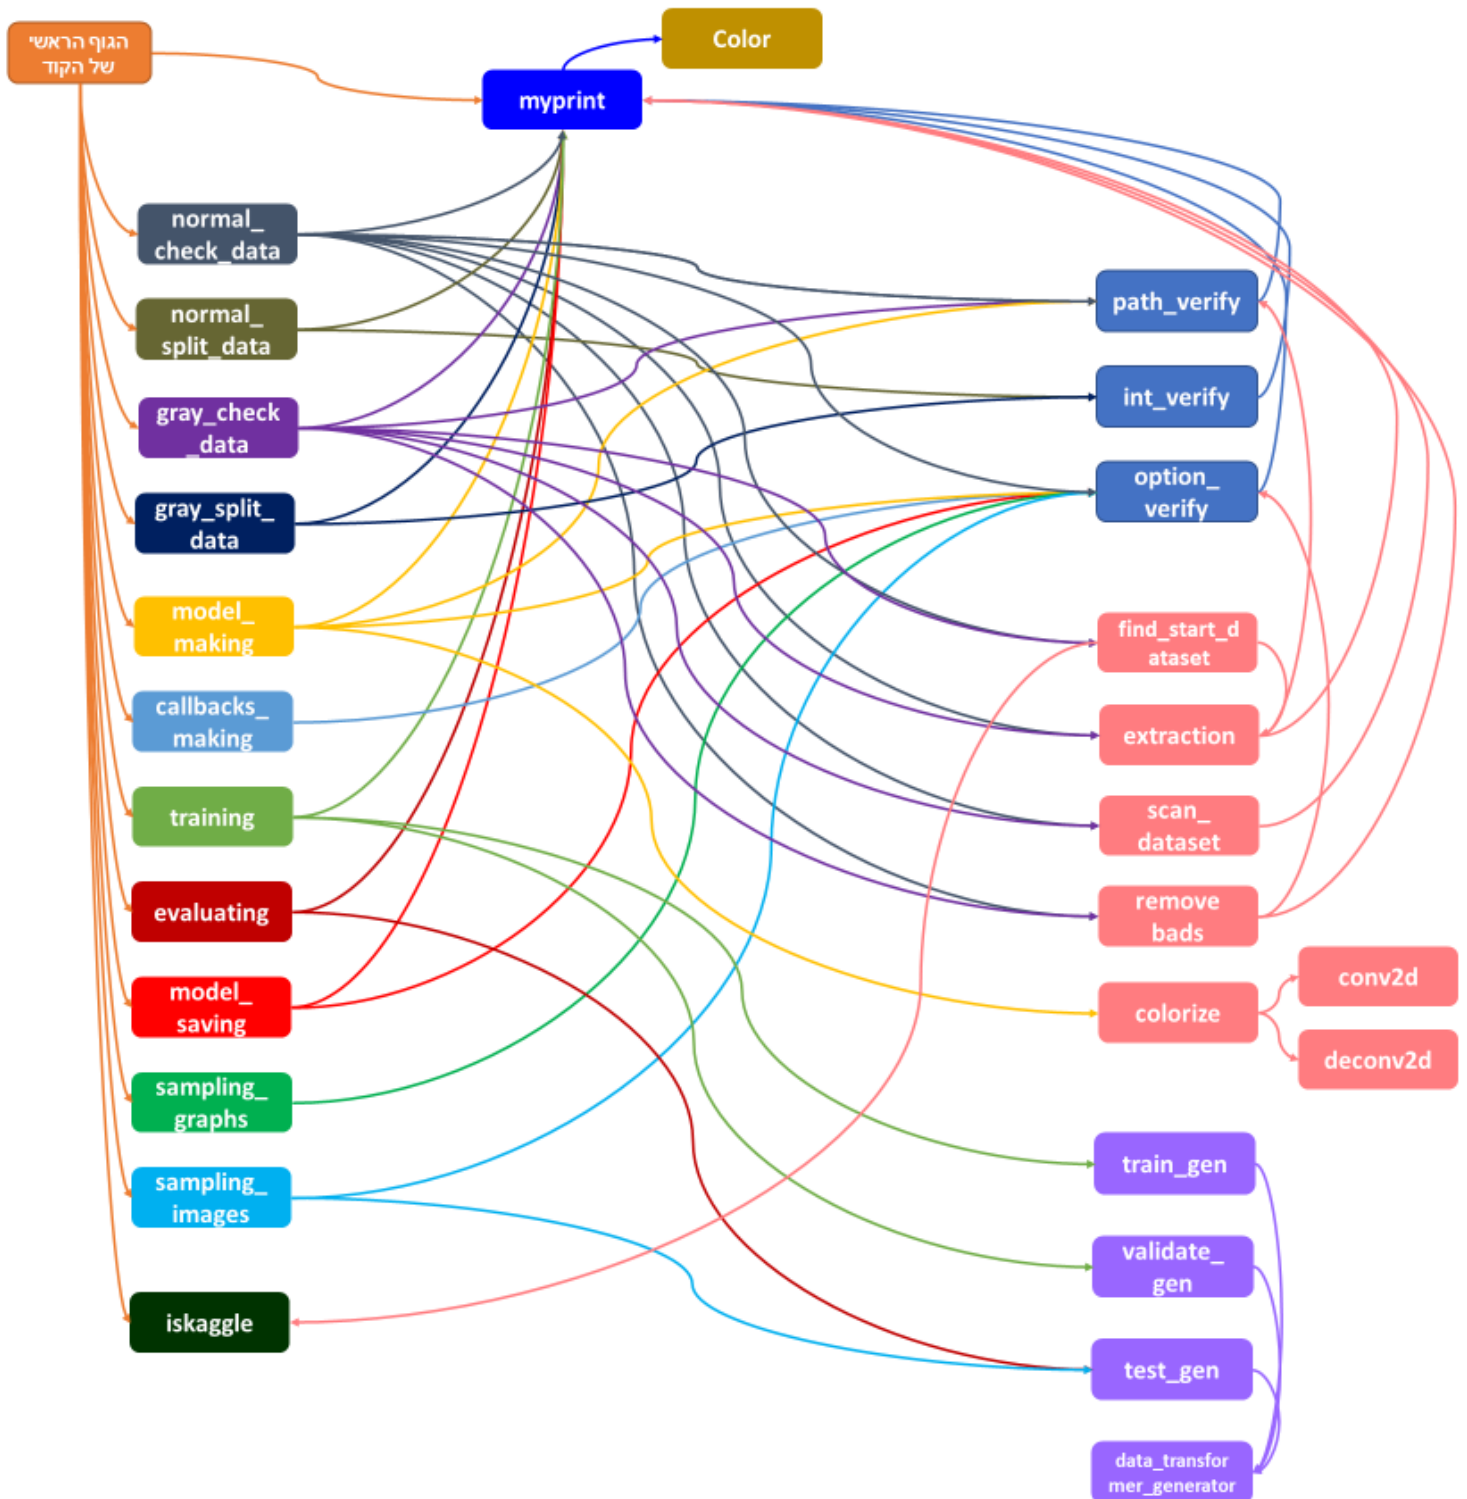 הגוף הראשי
של הקוד
Color
myprint
normal_
check_data
normal_
split_data
gray_check
_data
gray_split_
data
model_
making
callbacks_
making
training
evaluating
model_
saving
sampling_
graphs
sampling_
images
iskaggle
path_verify
int_verify
option_
verify
find_start_d
ataset
extraction
scan_
dataset
remove
bads
colorize
conv2d
deconv2d
train_gen
validate_
gen
test_gen
data_transfor
mer_generator